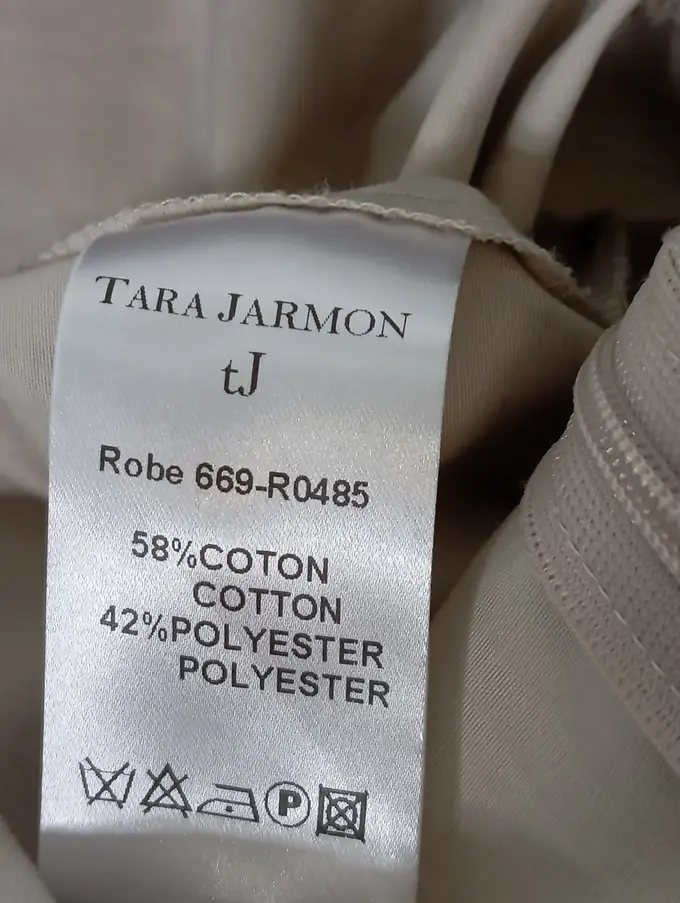 TARA JARMON
tJ
Robe 669-R0485
58%COTON
COTTON
42%POLYESTER
POLYESTER
P